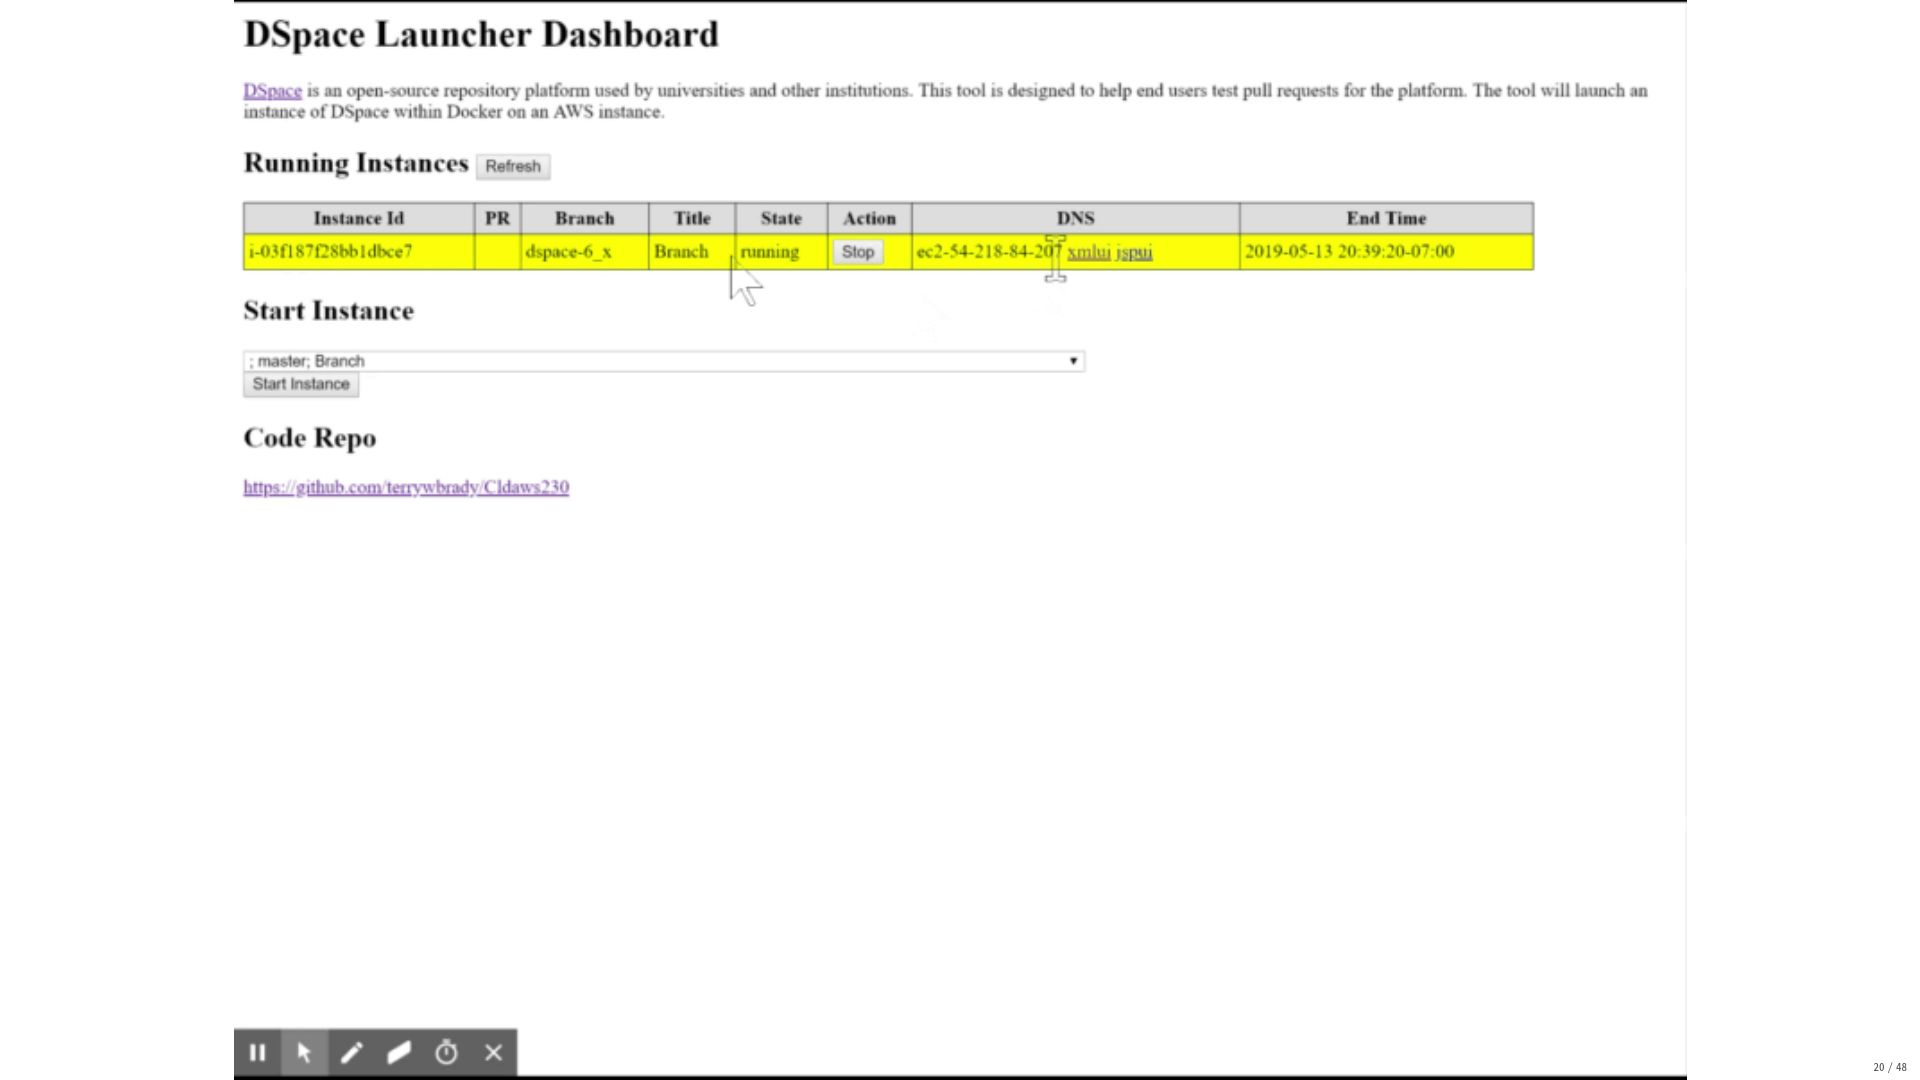 DSpace Launcher Dashboard
DSpace is an open-source repository platform used by universities and other institutions. This tool is designed to help end users test pull requests for the platform. The tool will launch an
instance of DSpace within Docker on an AWS instance.
Running Instances Refresh
Instance Id PR Branch Title State Action DNS End Time
i-03f187f28bb1dbce7 dspace-6_x Branch running Stop ec2-54-218-84-207 xmlui jspui 2019-05-13 20:39:20-07:00
Start Instance
; master; Branch
Start Instance
Code Repo
https://github.com/terrywbrady/Cldaws230
20 / 48